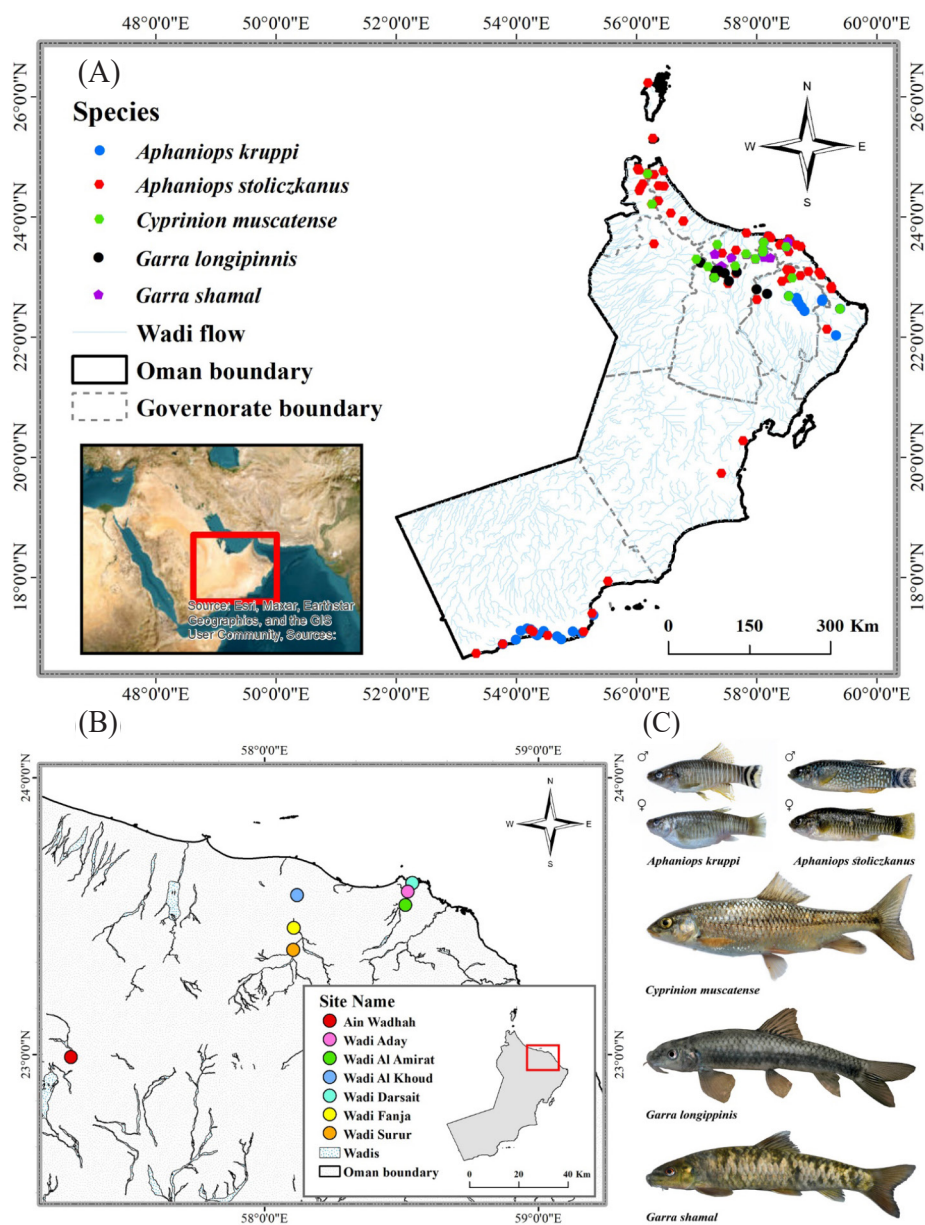 48°0'0"E 50°0'0"E 52°0'0"E 54°0'0"E 56°0'0"E 58°0'0"E 60°0'0"E
(A)
Species
Aphaniops kruppi
Aphaniops stoliczkanus
Cyprinion muscatense
Garra longipinnis
Garra shamal
Wadi flow
Oman boundary
Governorate boundary
N
W E
S
26°0'0"N
24°0'0"N
22°0'0"N
20°0'0"N
18°0'0"N
26°0'0"N
24°0'0"N
22°0'0"N
20°0'0"N
18°0'0"N
Source: Esri, Maxar, Earthstar
Geographics, and the GIS
User Community, Sources:
0 150 300 Km
48°0'0"E 50°0'0"E 52°0'0"E 54°0'0"E 56°0'0"E 58°0'0"E 60°0'0"E
(B)
58°0'0"E 59°0'0"E
24°0'0"N
23°0'0"N
24°0'0"N
23°0'0"N
N
W E
S
Site Name
Ain Wadhah
Wadi Aday
Wadi Al Amirat
Wadi Al Khoud
Wadi Darsait
Wadi Fanja
Wadi Surur
Wadis
Oman boundary
0 20 40 Km
58°0'0"E 59°0'0"E
(C)
♂ ♂
♀ ♀
Aphaniops kruppi Aphaniops stoliczkanus
Cyprinion muscatense
Garra longippinis
Garra shamal